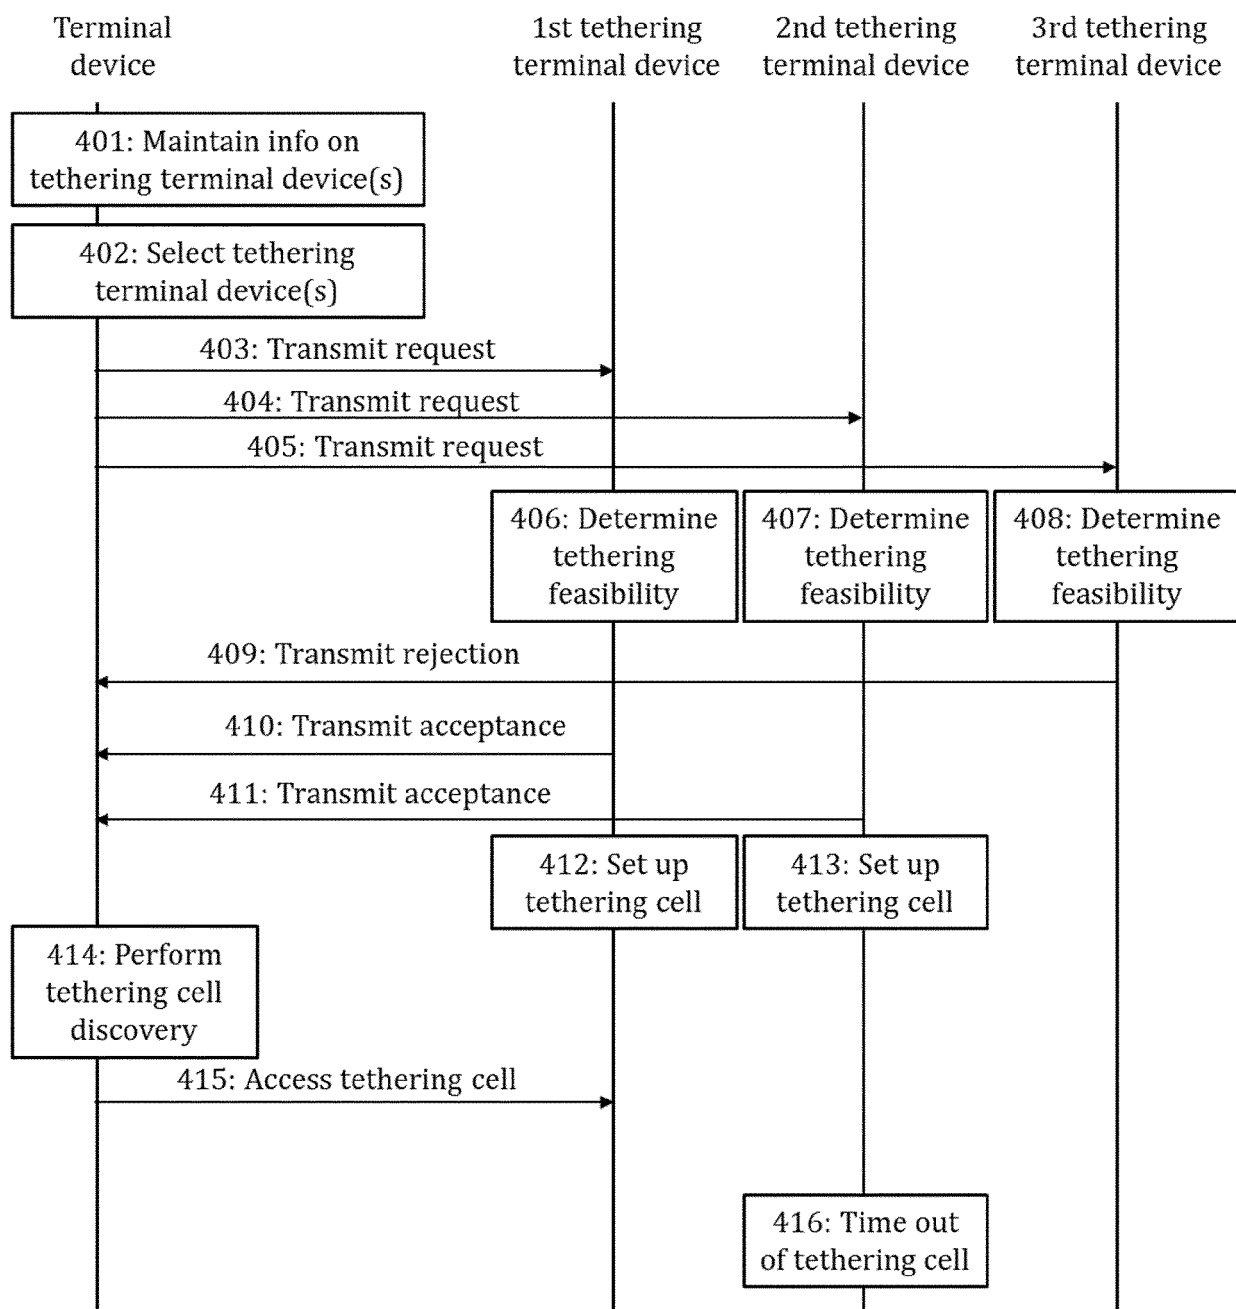 Terminal
device
1st tethering
terminal device
2nd tethering
terminal device
3rd tethering
terminal device
401: Maintain info on
tethering terminal device(s)
402: Select tethering
terminal device(s)
403: Transmit request
404: Transmit request
405: Transmit request
406: Determine
tethering
feasibility
407: Determine
tethering
feasibility
408: Determine
tethering
feasibility
409: Transmit rejection
410: Transmit acceptance
411: Transmit acceptance
412: Set up
tethering cell
413: Set up
tethering cell
414: Perform
tethering cell
discovery
415: Access tethering cell
416: Time out
of tethering cell